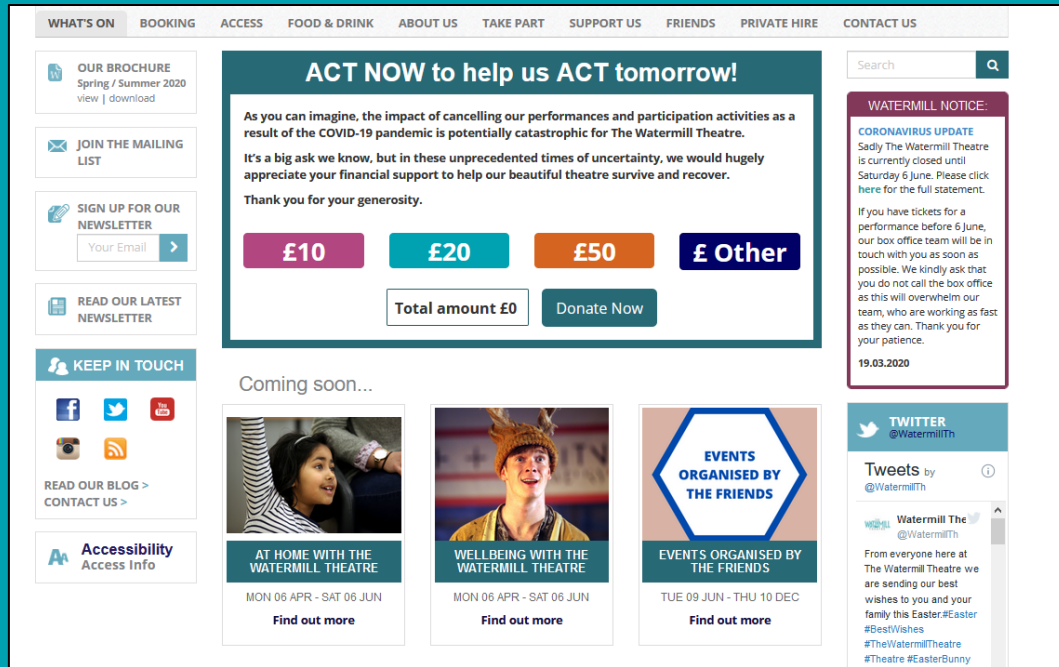 WHAT'S ON BOOKING ACCESS FOOD & DRINK ABOUT US TAKE PART SUPPORT US FRIENDS PRIVATE HIRE CONTACT US
OUR BROCHURE
Spring / Summer 2020
view | download
JOIN THE MAILING
LIST
SIGN UP FOR OUR
NEWSLETTER
Your Email >
READ OUR LATEST
NEWSLETTER
KEEP IN TOUCH
You
Tube
READ OUR BLOG >
CONTACT US >
AA Accessibility
Access Info
ACT NOW to help us ACT tomorrow!
As you can imagine, the impact of cancelling our performances and participation activities as a
result of the COVID-19 pandemic is potentially catastrophic for The Watermill Theatre.
It's a big ask we know, but in these unprecedented times of uncertainty, we would hugely
appreciate your financial support to help our beautiful theatre survive and recover.
Thank you for your generosity.
£10 £20 £50 £ Other
Total amount £0 Donate Now
Coming soon...
AT HOME WITH THE
WATERMILL THEATRE
MON 06 APR - SAT 06 JUN
Find out more
WELLBEING WITH THE
WATERMILL THEATRE
MON 06 APR - SAT 06 JUN
Find out more
EVENTS
ORGANISED BY
THE FRIENDS
EVENTS ORGANISED BY
THE FRIENDS
TUE 09 JUN - THU 10 DEC
Find out more
Search
WATERMILL NOTICE:
CORONAVIRUS UPDATE
Sadly The Watermill Theatre
is currently closed until
Saturday 6 June. Please click
here for the full statement.
If you have tickets for a
performance before 6 June,
our box office team will be in
touch with you as soon as
possible. We kindly ask that
you do not call the box office
as this will overwhelm our
team, who are working as fast
as they can. Thank you for
your patience.
19.03.2020
TWITTER
@WatermillTh
Tweets by
@WatermillTh
Watermill The
@WatermillTh
From everyone here at
The Watermill Theatre we
are sending our best
wishes to you and your
family this Easter.#Easter
#BestWishes
#TheWatermillTheatre
#Theatre #EasterBunny